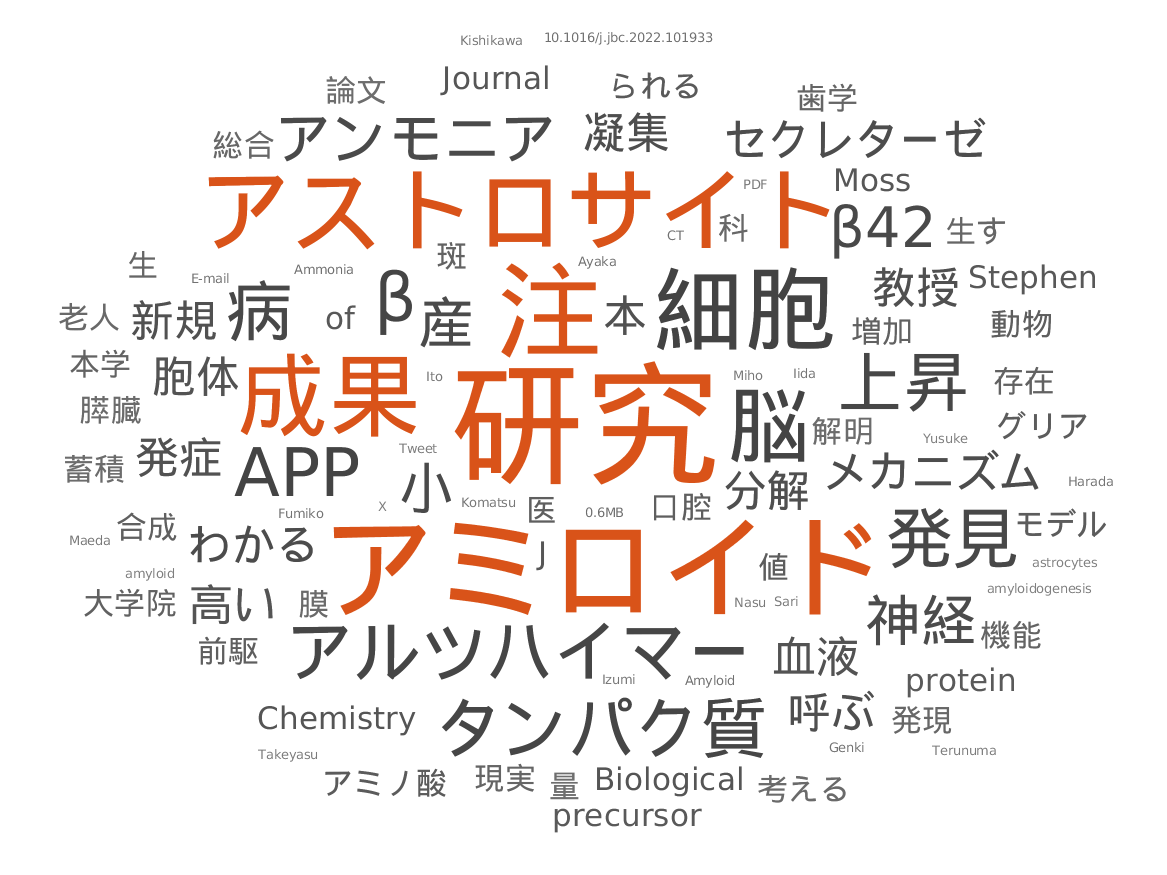 Kishikawa 10.1016/j.jbc.2022.101933
論文 Journal られる 歯学
総合 アンモニア 凝集 セクレターゼ
アストロサイト PDF Moss
CT 科 β42 生す
生 斑
E-mail Ammonia Ayaka
老人 新規 病 of β 産 注 本 細胞 教授 Stephen
増加 動物
本学 胞体 成果 Ito 研究 Miho Iida 上昇 存在
膵臓 脳 解明 Yusuke グリア
蓄積 発症 APP Tweet 小 分解 メカニズム Harada
X Komatsu 医 0.6MB 口腔
Fumiko
Maeda 合成 わかる アミロイド J 値 発見 モデル
astrocytes
amyloid amyloidogenesis
大学院 高い 膜 Nasu Sari 神経 機能
前駆 アルツハイマー 血液
Izumi Amyloid protein
Chemistry タンパク質 呼ぶ 発現
Takeyasu Genki Terunuma
アミノ酸 現実 量 Biological 考える
precursor